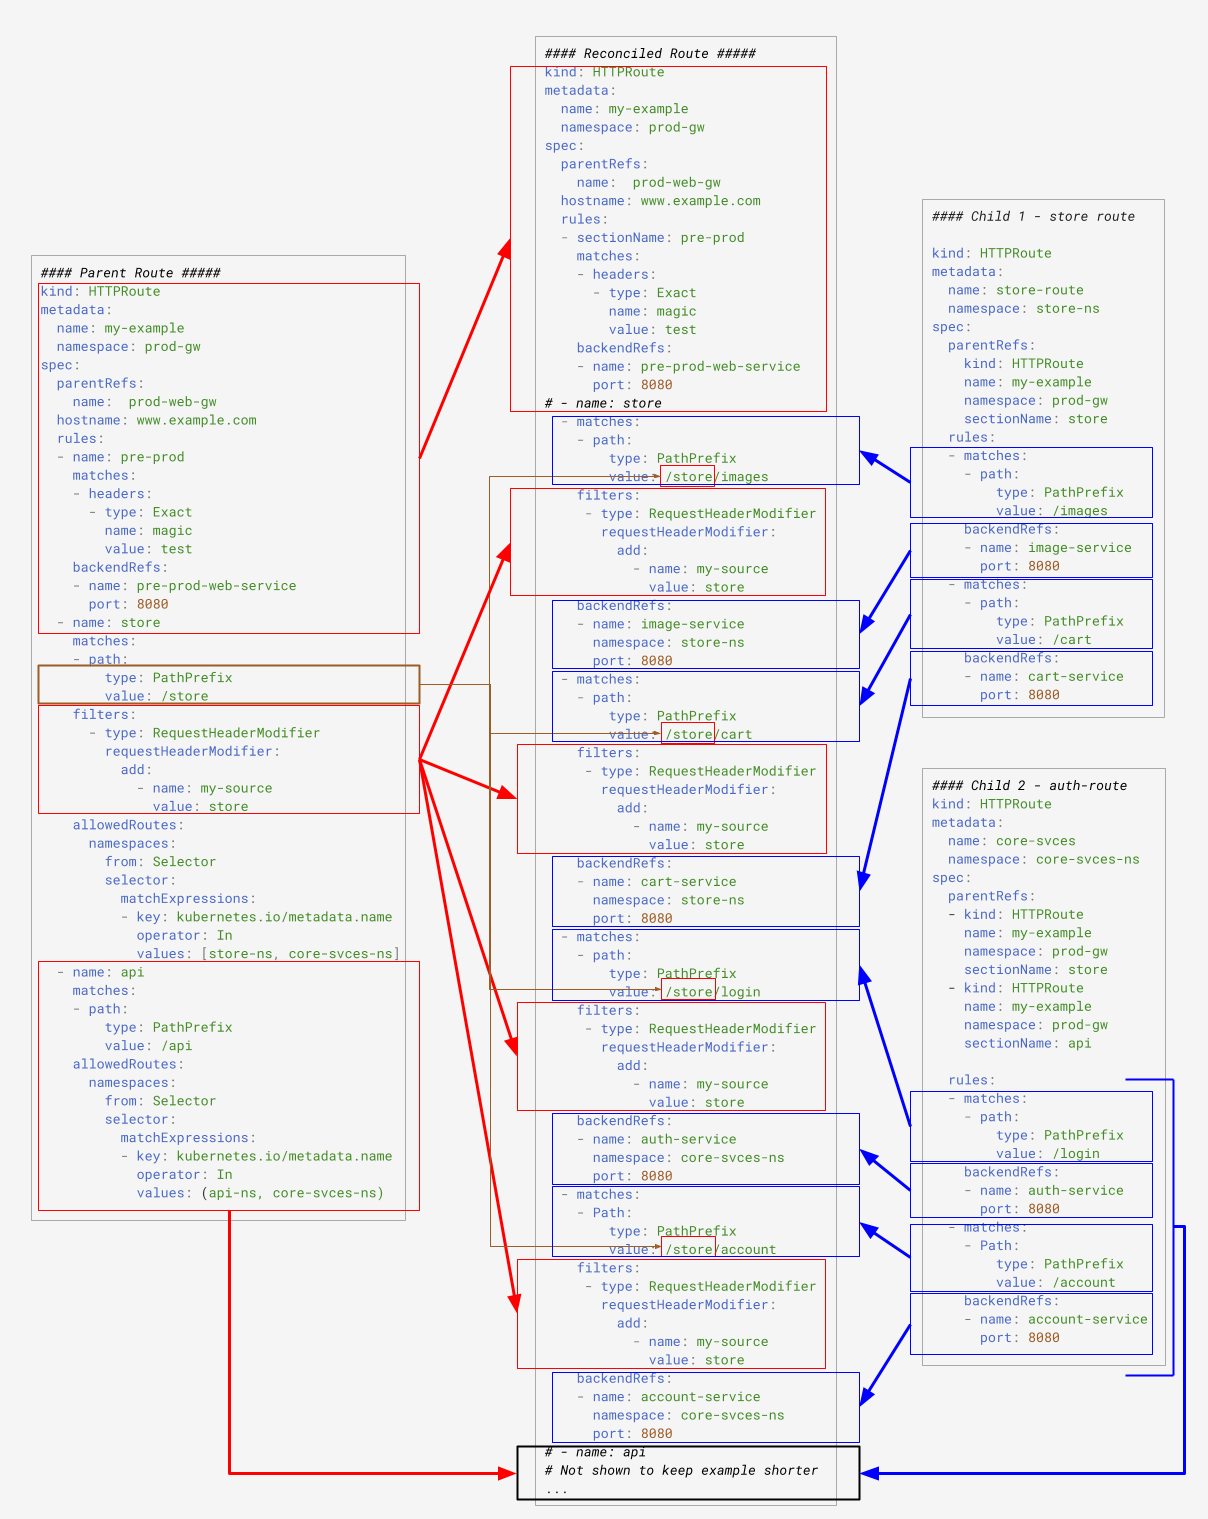 #### Parent Route #####
kind: HTTPRoute
metadata:
  name: my-example
  namespace: prod-gw
spec:
  parentRefs:
    name:  prod-web-gw
  hostname: www.example.com
  rules:
  - name: pre-prod
    matches:
    - headers:
      - type: Exact
        name: magic
        value: test
    backendRefs:
    - name: pre-prod-web-service
      port: 8080
  - name: store
    matches:
    - path:
        type: PathPrefix
        value: /store
    filters:
      - type: RequestHeaderModifier
        requestHeaderModifier:
          add:
            - name: my-source
              value: store
    allowedRoutes:
      namespaces:
        from: Selector
        selector:
          matchExpressions:
          - key: kubernetes.io/metadata.name
            operator: In
            values: [store-ns, core-svces-ns]
  - name: api
    matches:
    - path:
        type: PathPrefix
        value: /api
    allowedRoutes:
      namespaces:
        from: Selector
        selector:
          matchExpressions:
          - key: kubernetes.io/metadata.name
            operator: In
            values: (api-ns, core-svces-ns)
#### Reconciled Route #####
kind: HTTPRoute
metadata:
  name: my-example
  namespace: prod-gw
spec:
  parentRefs:
    name:  prod-web-gw
  hostname: www.example.com
  rules:
  - sectionName: pre-prod
    matches:
    - headers:
      - type: Exact
        name: magic
        value: test
    backendRefs:
    - name: pre-prod-web-service
      port: 8080
# - name: store
  - matches:
    - path:
        type: PathPrefix
        value: /store/images
    filters:
     - type: RequestHeaderModifier
       requestHeaderModifier:
         add:
           - name: my-source
             value: store
    backendRefs:
    - name: image-service
      namespace: store-ns
      port: 8080
  - matches:
    - path:
        type: PathPrefix
        value: /store/cart
    filters:
     - type: RequestHeaderModifier
       requestHeaderModifier:
         add:
           - name: my-source
             value: store
    backendRefs:
    - name: cart-service
      namespace: store-ns
      port: 8080
  - matches:
    - path:
        type: PathPrefix
        value: /store/login
    filters:
     - type: RequestHeaderModifier
       requestHeaderModifier:
         add:
           - name: my-source
             value: store
    backendRefs:
    - name: auth-service
      namespace: core-svces-ns
      port: 8080
  - matches:
    - Path:
        type: PathPrefix
        value: /store/account
    filters:
     - type: RequestHeaderModifier
       requestHeaderModifier:
         add:
           - name: my-source
             value: store
    backendRefs:
    - name: account-service
      namespace: core-svces-ns
      port: 8080
# - name: api
# Not shown to keep example shorter
...
#### Child 1 - store route
kind: HTTPRoute
metadata:
  name: store-route
  namespace: store-ns
spec:
  parentRefs:
    kind: HTTPRoute
    name: my-example
    namespace: prod-gw
    sectionName: store
  rules:
  - matches:
    - path:
        type: PathPrefix
        value: /images
    backendRefs:
    - name: image-service
      port: 8080
  - matches:
    - path:
        type: PathPrefix
        value: /cart
    backendRefs:
    - name: cart-service
      port: 8080
#### Child 2 - auth-route
kind: HTTPRoute
metadata:
  name: core-svces
  namespace: core-svces-ns
spec:
  parentRefs:
  - kind: HTTPRoute
    name: my-example
    namespace: prod-gw
    sectionName: store
  - kind: HTTPRoute
    name: my-example
    namespace: prod-gw
    sectionName: api
  rules:
  - matches:
    - path:
        type: PathPrefix
        value: /login
    backendRefs:
    - name: auth-service
      port: 8080
  - matches:
    - Path:
        type: PathPrefix
        value: /account
    backendRefs:
    - name: account-service
      port: 8080